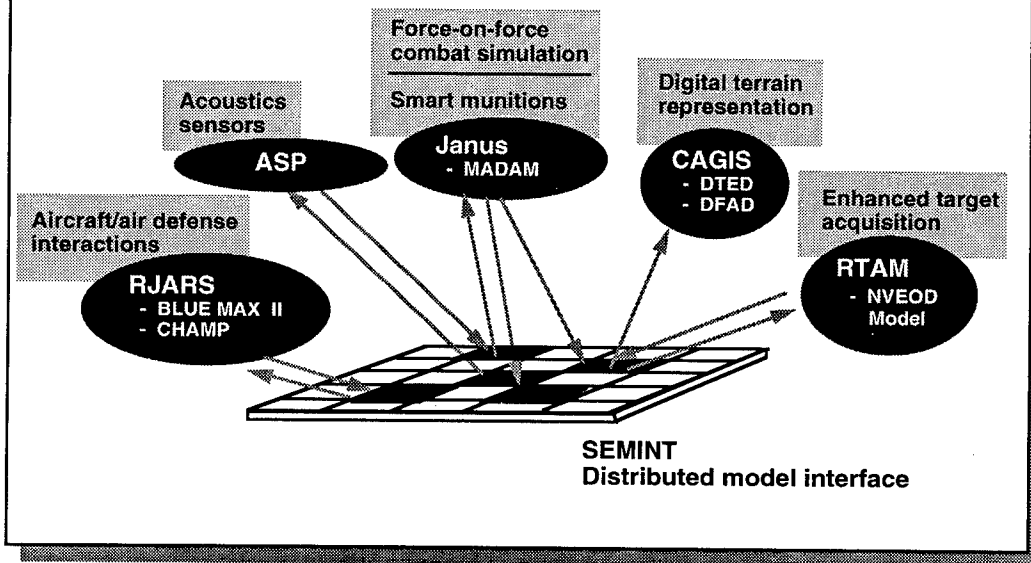 Force-on-force
combat simulation
Smart munitions
Janus
- MADAM
Acoustics
sensors
ASP
Digital terrain
representation
CAGIS
- DTED
- DFAD
Aircraft/air defense
interactions
RJARS
- BLUE MAX II
- CHAMP
Enhanced target
acquisition
RTAM
- NVEOD
Model
SEMINT
Distributed model interface